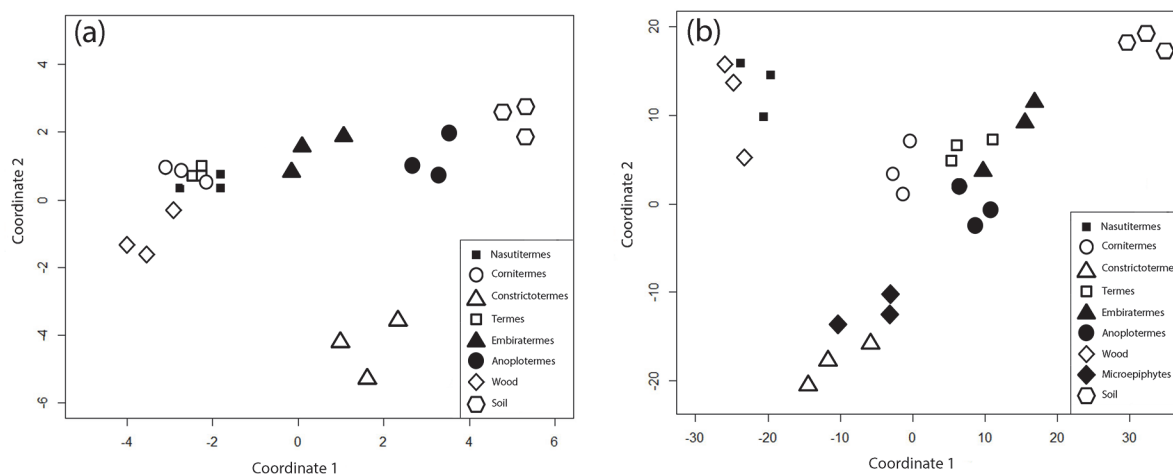 (a)
4
2
0
-2
-4
-6
Coordinate 2
-4
-2
0
2
4
6
Coordinate 1
Nasutitermes
Cornitermes
Constrictotermes
Termes
Embiratermes
Anoplotermes
Wood
Soil
(b)
20
10
0
-10
-20
Coordinate 2
-30
-20
-10
0
10
20
30
Coordinate 1
Nasutitermes
Cornitermes
Constrictotermes
Termes
Embiratermes
Anoplotermes
Wood
Microepiphytes
Soil